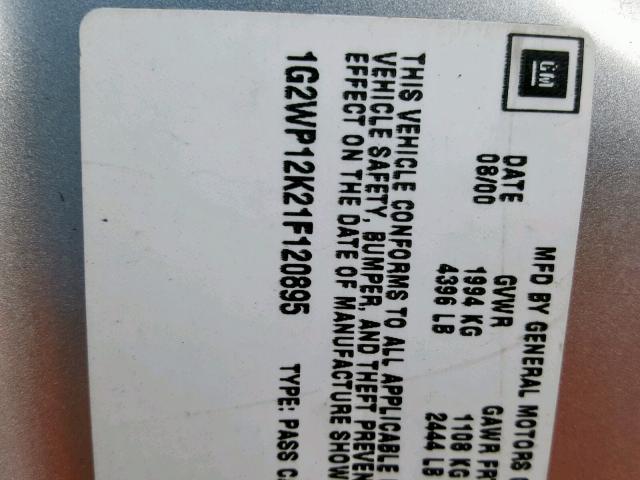 GM
MFD BY GENERAL MOTORS
DATE GVWR GAWR FR
08/00 1994 KG 1108 KG
4396 LB 2444 LB
THIS VEHICLE CONFORMS TO ALL APPLICABLE
VEHICLE SAFETY, BUMPER, AND THEFT PREVEN
EFFECT ON THE DATE OF MANUFACTURE SHOW
1G2WP12K21F120895 TYPE: PASS C